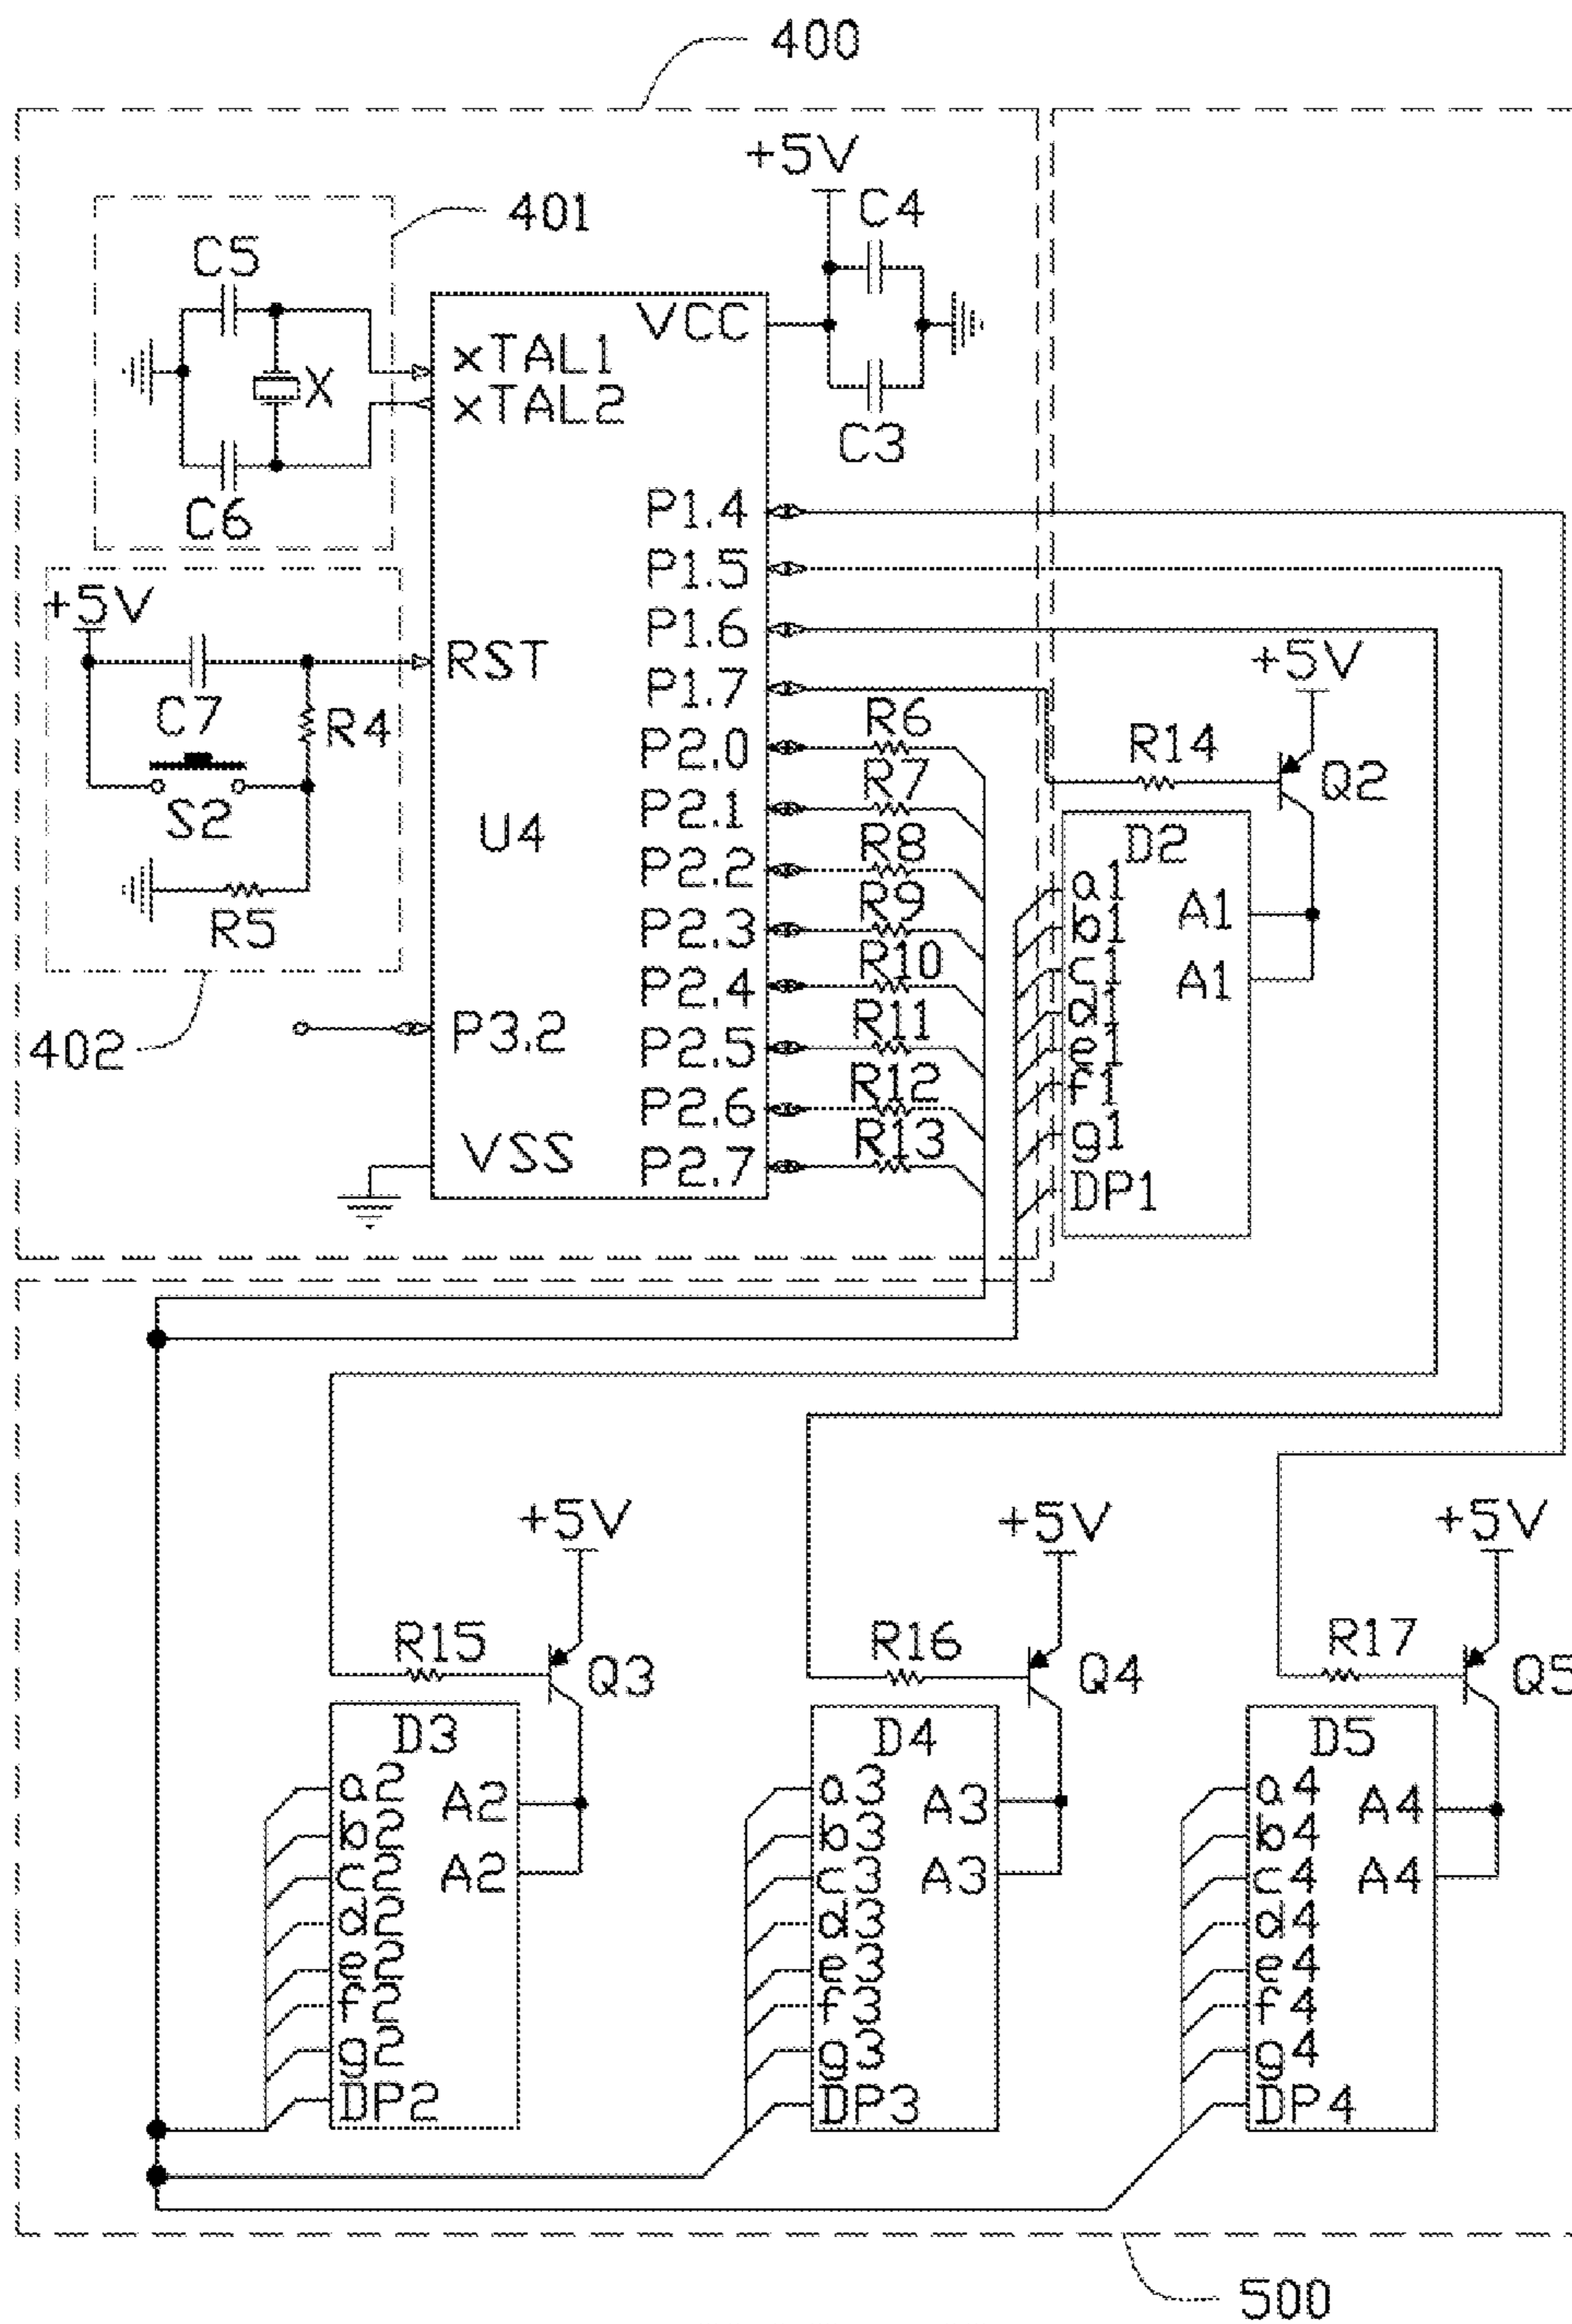 400
+5V
C4
401
C5
VCC
xTAL1
X
xTAL2
C3
C6
P1.4
P1.5
+5V
P1.6
RST
+5V
P1.7
C7
R4
R6
R14
P2.0
Q2
R7
S2
P2.1
U4
D2
R8
P2.2
a1
R9
A1
R5
P2.3
b1
R10
c1
A1
P2.4
R11
d1
402
P3.2
P2.5
e1
R12
f1
P2.6
R13
g1
VSS
P2.7
DP1
+5V
+5V
+5V
R15
R16
R17
Q3
Q4
Q5
D3
D4
D5
a2
A2
a3
A3
a4
A4
b2
b3
b4
c2
A2
c3
A3
c4
A4
d2
d3
d4
e2
e3
e4
f2
f3
f4
g2
g3
g4
DP2
DP3
DP4
500